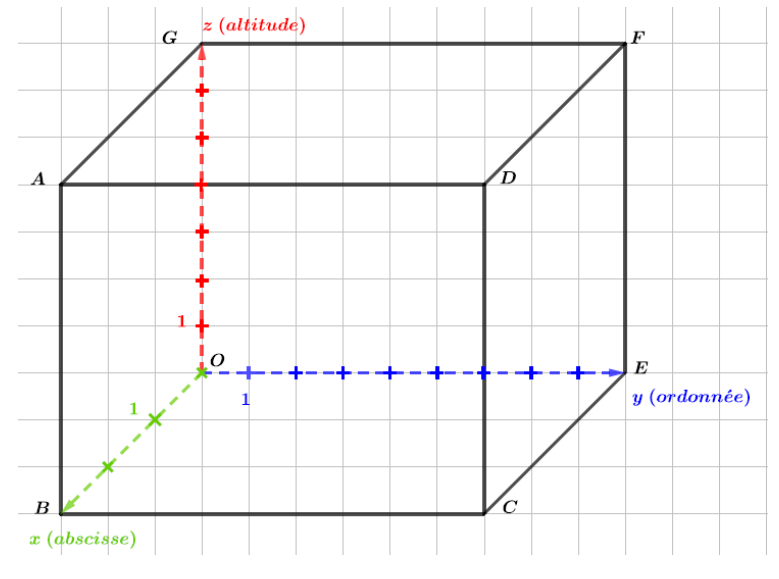 G
z (altitude)
F
A
D
1
O
E
1
1
y (ordonnée)
B
C
x (abscisse)